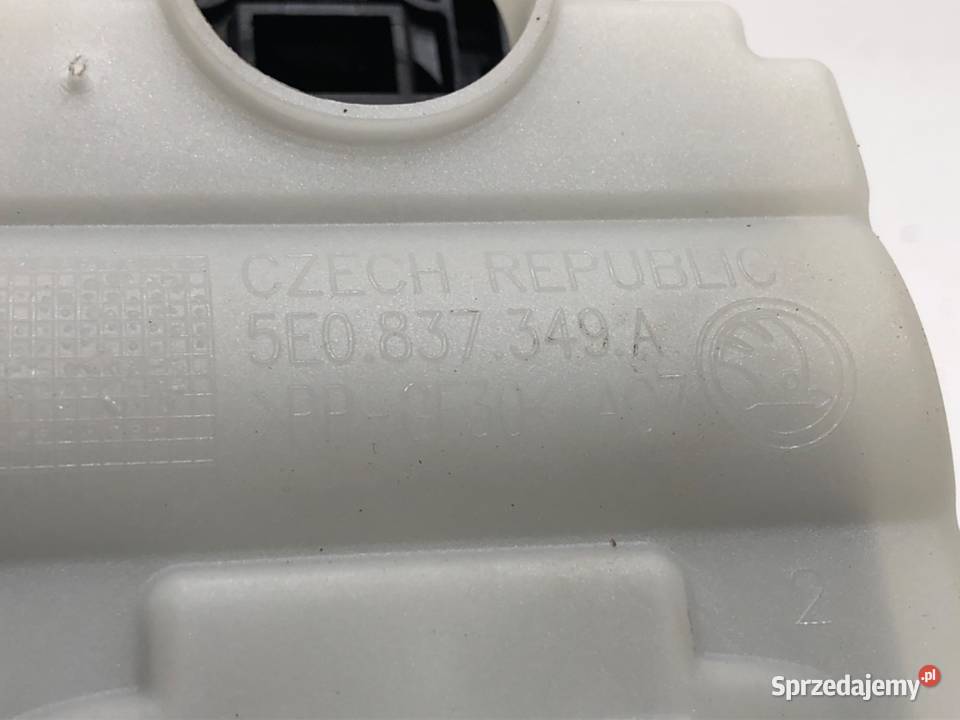 CZECH REPUBLIC
5E0.837.349.A
2
Sprzedajemy.pl